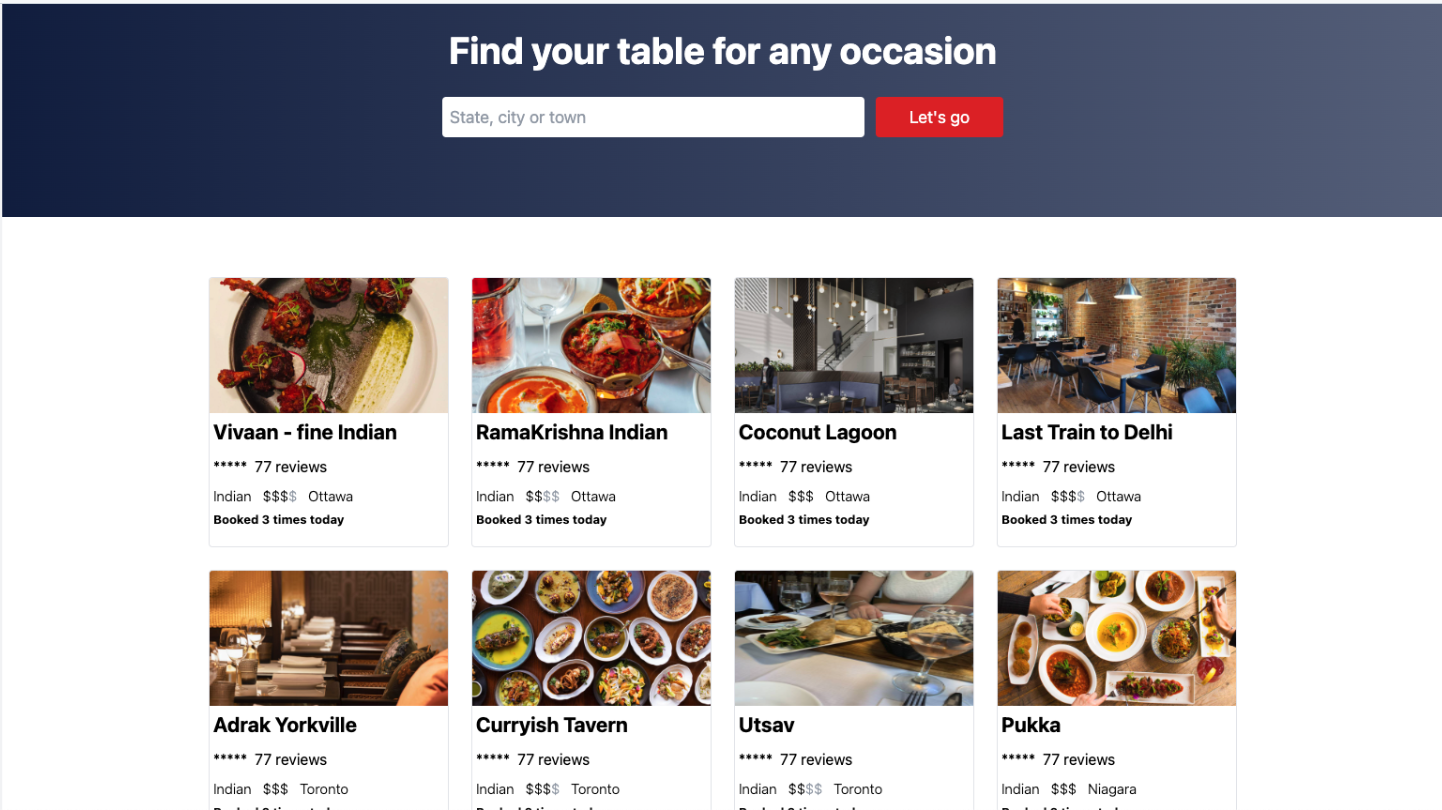 Find your table for any occasion
State, city or town
Let's go
Vivaan - fine Indian
***** 77 reviews
Indian $$$$ Ottawa
Booked 3 times today
RamaKrishna Indian
***** 77 reviews
Indian $$$$ Ottawa
Booked 3 times today
Coconut Lagoon
***** 77 reviews
Indian $$$ Ottawa
Booked 3 times today
Last Train to Delhi
***** 77 reviews
Indian $$$$ Ottawa
Booked 3 times today
Adrak Yorkville
***** 77 reviews
Indian $$$ Toronto
Curryish Tavern
***** 77 reviews
Indian $$$$ Toronto
Utsav
***** 77 reviews
Indian $$$$ Toronto
Pukka
***** 77 reviews
Indian $$$ Niagara